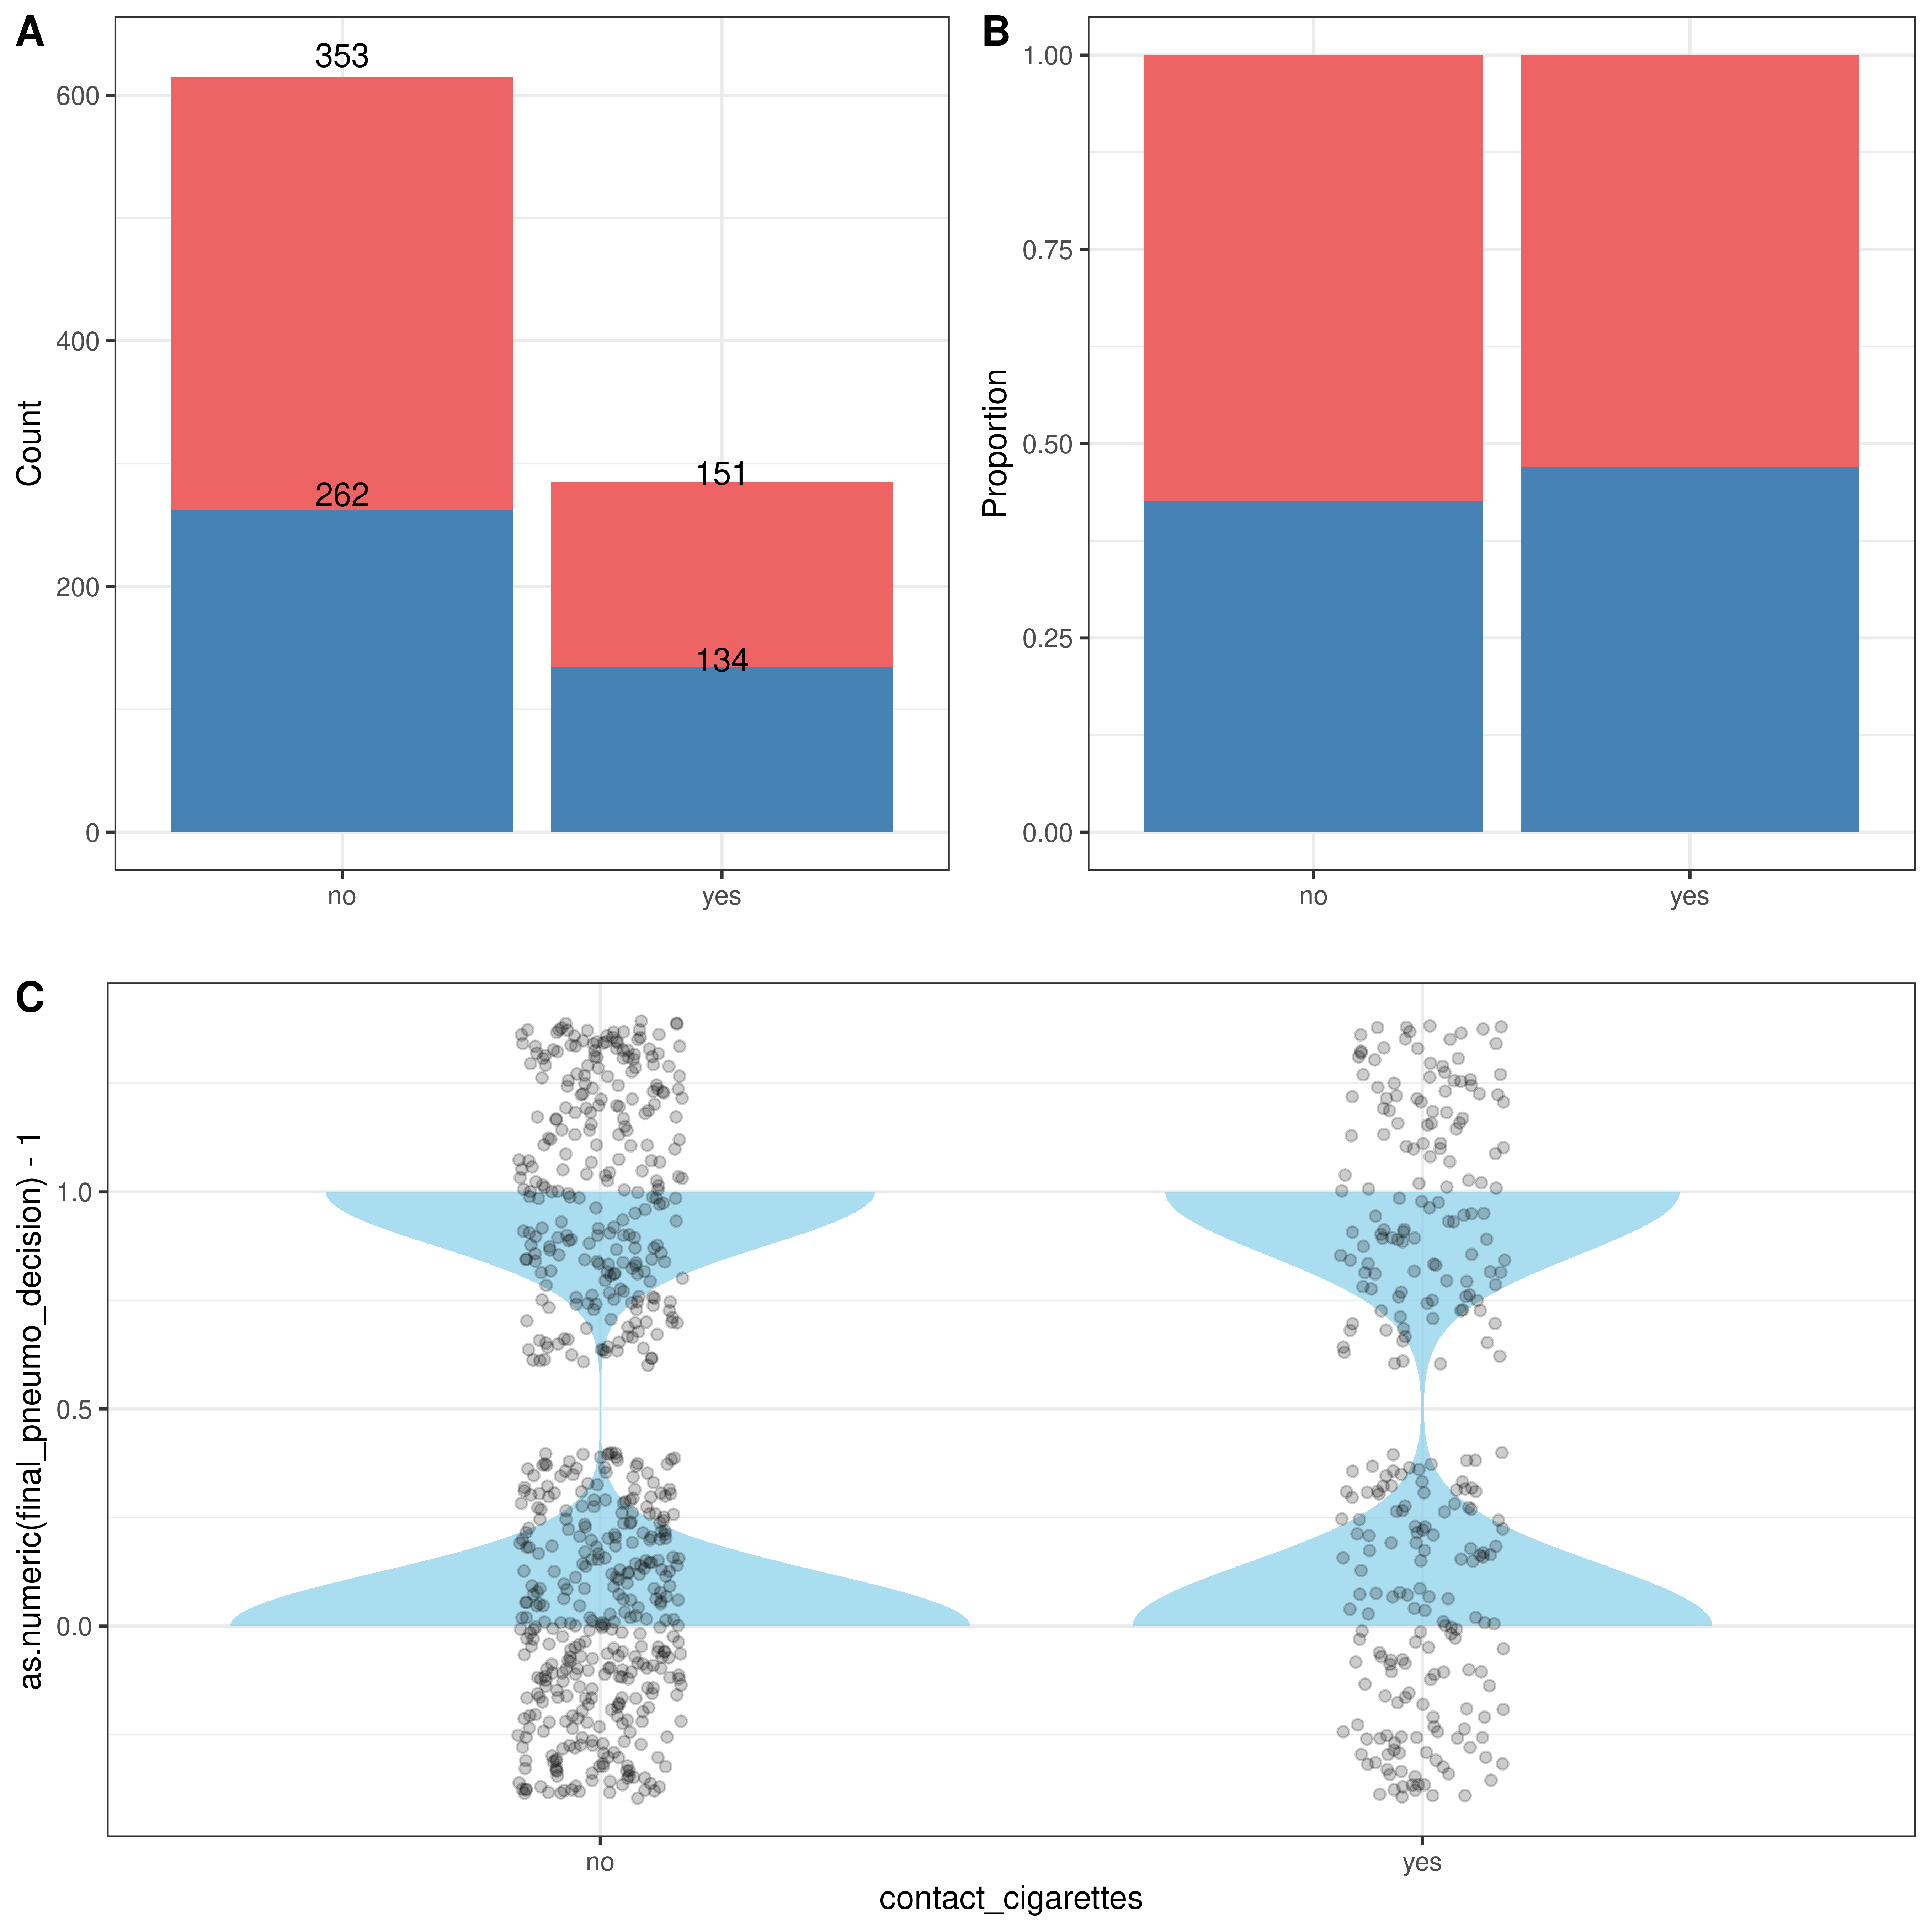 A
Count
600
400
200
0
353
262
151
134
no
yes
B
Proportion
1.00
0.75
0.50
0.25
0.00
no
yes
C
as.numeric(final_pneumo_decision) - 1
1.0
0.5
0.0
no
yes
contact_cigarettes